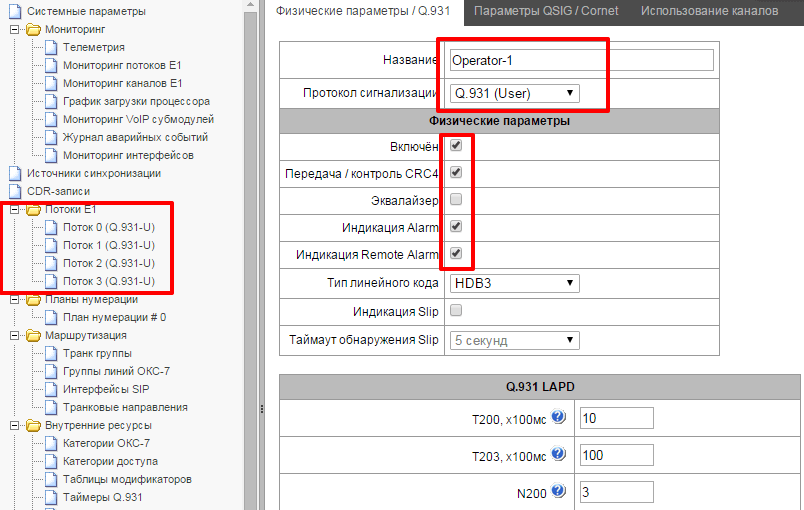 Системные параметры
Мониторинг
Телеметрия
Мониторинг потоков E1
Мониторинг каналов E1
График загрузки процессора
Мониторинг VoIP субмодулей
Журнал аварийных событий
Мониторинг интерфейсов
Источники синхронизации
CDR-записи
Потоки E1
Поток 0 (Q.931-U)
Поток 1 (Q.931-U)
Поток 2 (Q.931-U)
Поток 3 (Q.931-U)
Планы нумерации
План нумерации # 0
Маршрутизация
Транк группы
Группы линий ОКС-7
Интерфейсы SIP
Транковые направления
Внутренние ресурсы
Категории ОКС-7
Категории доступа
Таблицы модификаторов
Таймеры Q.931
Физические параметры / Q.931
Параметры QSIG / Cornet
Использование каналов
Название Operator-1
Протокол сигнализации Q.931 (User)
Физические параметры
Включён
Передача / контроль CRC4
Эквалайзер
Индикация Alarm
Индикация Remote Alarm
Тип линейного кода HDB3
Индикация Slip
Таймаут обнаружения Slip 5 секунд
Q.931 LAPD
T200, x100мс ? 10
T203, x100мс ? 100
N200 ? 3